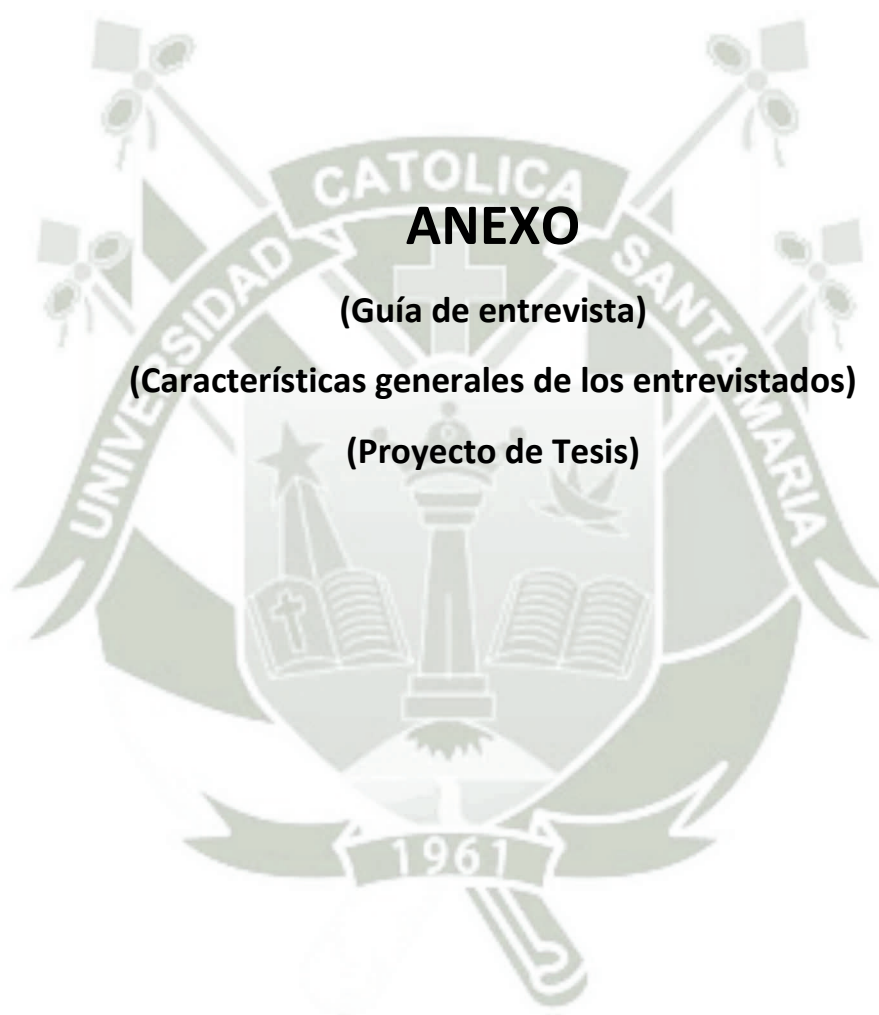 UNIVERSIDAD CATOLICA SANTA MARIA
ANEXO
(Guía de entrevista)
(Características generales de los entrevistados)
(Proyecto de Tesis)
1961